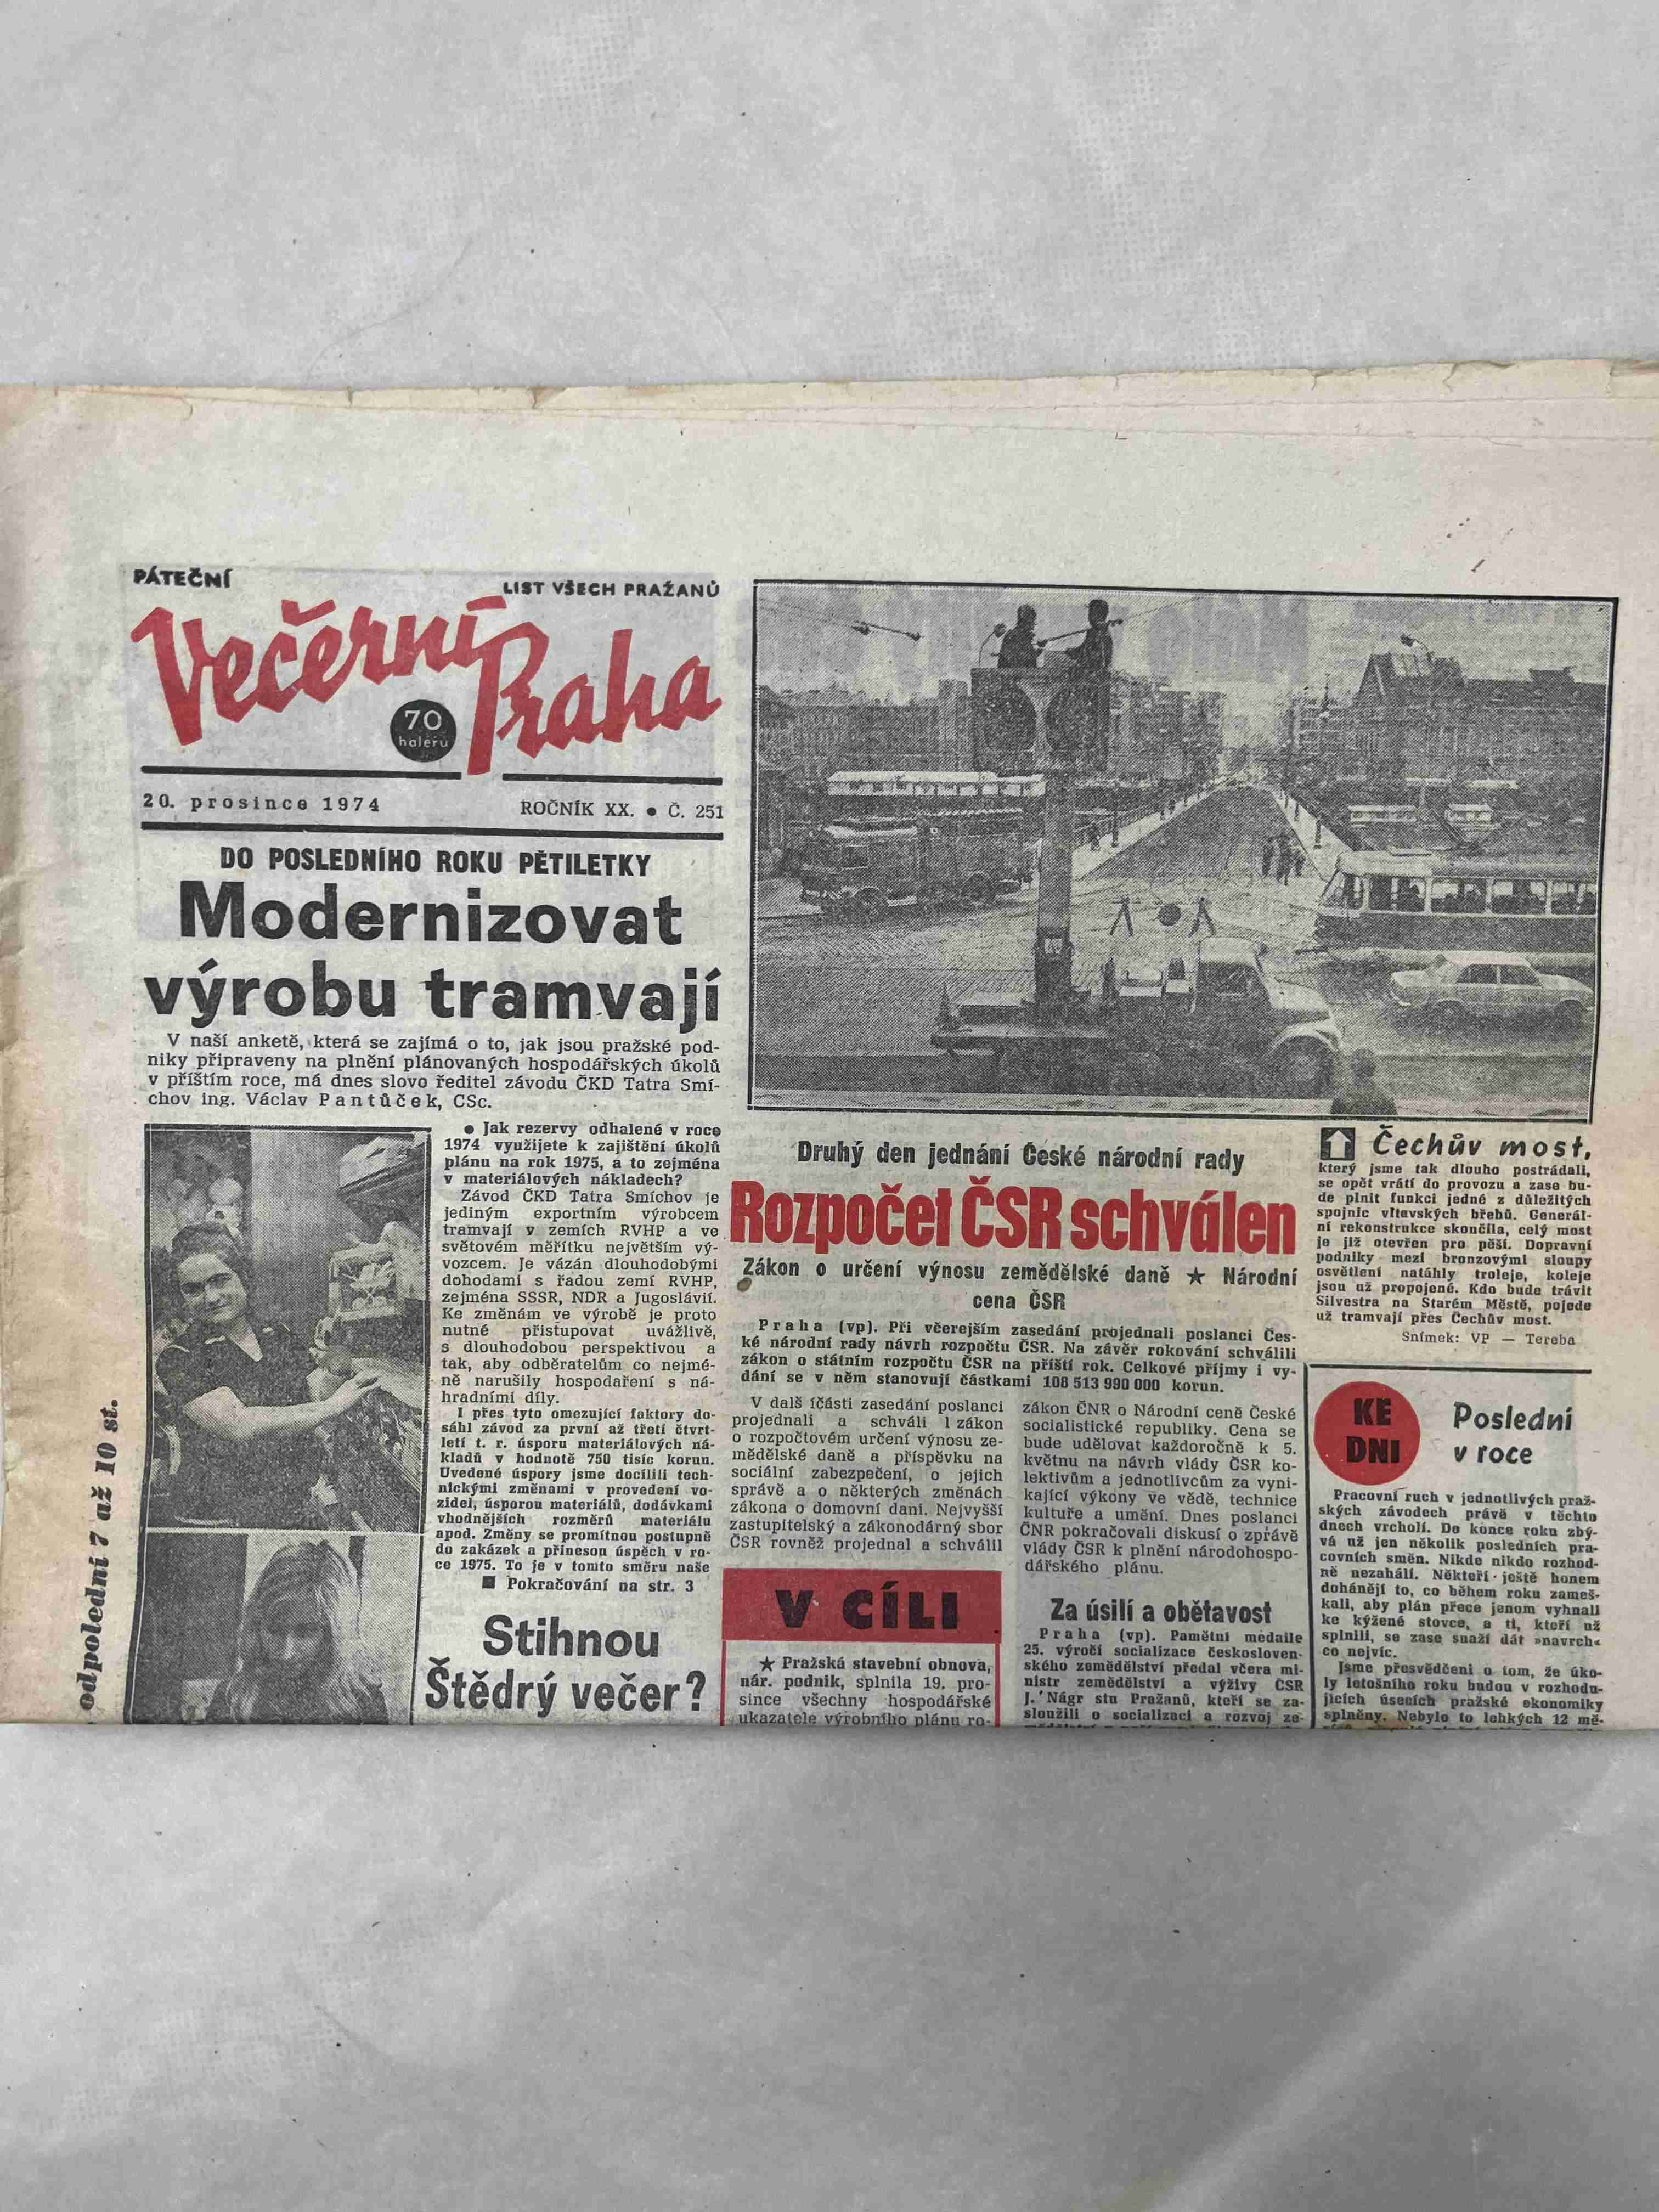 PÁTEČNÍ
LIST VŠECH PRAŽANŮ
Večerní
Praha
70
haléřů
20. prosince 1974
ROČNÍK XX. ● Č. 251
DO POSLEDNÍHO ROKU PĚTILETKY
Modernizovat
výrobu tramvají
V naší anketě, která se zajímá o to, jak jsou pražské pod-
niky připraveny na plnění plánovaných hospodářských úkolů
v příštím roce, má dnes slovo ředitel závodu ČKD Tatra Smí-
chov ing. Václav Pantůček, CSc.
● Jak rezervy odhalené v roce
1974 využijete k zajištění úkolů
plánu na rok 1975, a to zejména
v materiálových nákladech?
Závod ČKD Tatra Smíchov je
jediným exportním výrobcem
tramvají v zemích RVHP a ve
světovém měřítku největším vý-
vozcem. Je vázán dlouhodobými
dohodami s řadou zemí RVHP,
zejména SSSR, NDR a Jugoslávií.
Ke změnám ve výrobě je proto
nutné přistupovat uvážlivě,
s dlouhodobou perspektivou a
tak, aby odběratelům co nejmé-
ně narušily hospodaření s ná-
hradními díly.
I přes tyto omezující faktory do-
sáhl závod za první až třetí čtvrt-
letí t. r. úsporu materiálových ná-
kladů v hodnotě 750 tisíc korun.
Uvedené úspory jsme docílili tech-
nickými změnami v provedení vo-
zidel, úsporou materiálů, dodávkami
vhodnějších rozměrů materiálu
apod. Změny se promítnou postupně
do zakázek a přinesou úspěch v ro-
ce 1975. To je v tomto směru naše
■ Pokračování na str. 3
Stihnou
Štědrý večer?
odpolední 7 až 10 st.
Druhý den jednání České národní rady
Rozpočet ČSR schválen
Zákon o určení výnosu zemědělské daně ★ Národní
cena ČSR
Praha (vp). Při včerejším zasedání projednali poslanci Čes-
ké národní rady návrh rozpočtu ČSR. Na závěr rokování schválili
zákon o státním rozpočtu ČSR na příští rok. Celkové příjmy i vy-
dání se v něm stanovují částkami 108 513 990 000 korun.
V dalš íčásti zasedání poslanci
projednali a schváli l zákon
o rozpočtovém určení výnosu ze-
mědělské daně a příspěvku na
sociální zabezpečení, o jejich
správě a o některých změnách
zákona o domovní dani. Nejvyšší
zastupitelský a zákonodárný sbor
ČSR rovněž projednal a schválil
zákon ČNR o Národní ceně České
socialistické republiky. Cena se
bude udělovat každoročně k 5.
květnu na návrh vlády ČSR ko-
lektivům a jednotlivcům za vyni-
kající výkony ve vědě, technice
kultuře a umění. Dnes poslanci
ČNR pokračovali diskusí o zprávě
vlády ČSR k plnění národohospo-
dářského plánu.
V CÍLI
★ Pražská stavební obnova,
nár. podnik, splnila 19. pro-
since všechny hospodářské
ukazatele výrobního plánu ro-
Za úsilí a obětavost
Praha (vp). Pamětní medaile
25. výročí socializace českosloven-
ského zemědělství předal včera mi-
nistr zemědělství a výživy ČSR
J. Nágr stu Pražanů, kteří se za-
sloužili o socializaci a rozvoj ze-
Čechův most,
který jsme tak dlouho postrádali,
se opět vrátí do provozu a zase bu-
de plnit funkci jedné z důležitých
spojnic vltavských břehů. Generál-
ní rekonstrukce skončila, celý most
je již otevřen pro pěší. Dopravní
podniky mezi bronzovými sloupy
osvětlení natáhly troleje, koleje
jsou už propojené. Kdo bude trávit
Silvestra na Starém Městě, pojede
už tramvají přes Čechův most.
Snímek: VP — Tereba
KE
DNI
Poslední
v roce
Pracovní ruch v jednotlivých praž-
ských závodech právě v těchto
dnech vrcholí. Do konce roku zbý-
vá už jen několik posledních pra-
covních směn. Nikde nikdo rozhod-
ně nezahálí. Někteří ještě honem
dohánějí to, co během roku zameš-
kali, aby plán přece jenom vyhnali
ke kýžené stovce, a ti, kteří už
splnili, se zase snaží dát »navrch«
co nejvíc.
Jsme přesvědčeni o tom, že úko-
ly letošního roku budou v rozhodu-
jících úsecích pražské ekonomiky
splněny. Nebylo to lehkých 12 mě-